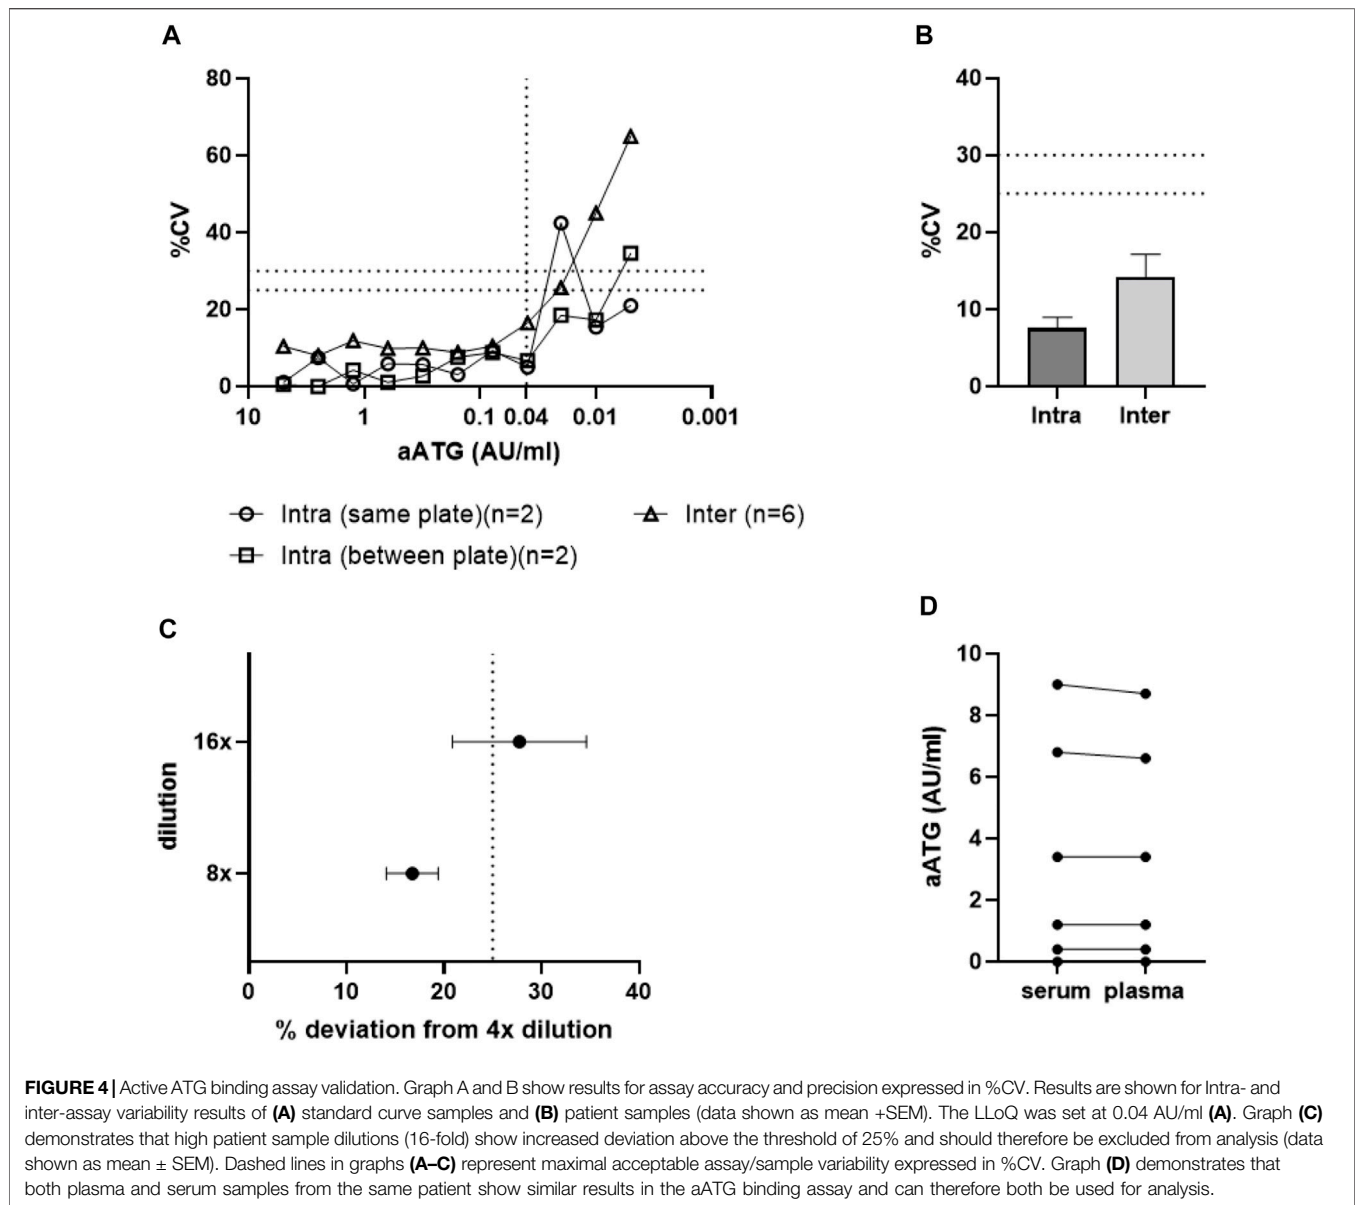 A
80
60
40
20
0
%CV
10
1
0.1
0.04
0.01
0.001
aATG (AU/ml)
Intra (same plate)(n=2)
Inter (n=6)
Intra (between plate)(n=2)
B
40
30
20
10
0
%CV
Intra
Inter
C
16x
8x
dilution
0
10
20
30
40
% deviation from 4x dilution
D
10
8
6
4
2
0
aATG (AU/ml)
serum
plasma
FIGURE 4 | Active ATG binding assay validation. Graph A and B show results for assay accuracy and precision expressed in %CV. Results are shown for Intra- and
inter-assay variability results of (A) standard curve samples and (B) patient samples (data shown as mean +SEM). The LLoQ was set at 0.04 AU/ml (A). Graph (C)
demonstrates that high patient sample dilutions (16-fold) show increased deviation above the threshold of 25% and should therefore be excluded from analysis (data
shown as mean ± SEM). Dashed lines in graphs (A–C) represent maximal acceptable assay/sample variability expressed in %CV. Graph (D) demonstrates that
both plasma and serum samples from the same patient show similar results in the aATG binding assay and can therefore both be used for analysis.